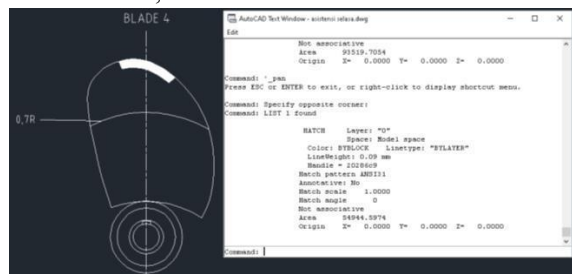 BLADE 4
0,7R
AutoCAD Text Window - asistenti selara.dwg
Edit
Not associative
Area 93519.7054
Origin X= 0.0000 Y= 0.0000 Z= 0.0000
Command: '_pan
Press ESC or ENTER to exit, or right-click to display shortcut menu.
Command: Specify opposite corner:
Command: LIST 1 found
HATCH Layer: "0"
Space: Model space
Color: BYBLOCK Linetype: "BYLAYER"
LineWeight: 0.09 mm
Handle = 20286c9
Hatch pattern ANSI31
Annotative: No
Hatch scale 1.0000
Hatch angle 0
Not associative
Area 54944.5974
Origin X= 0.0000 Y= 0.0000 Z= 0.0000
Command: